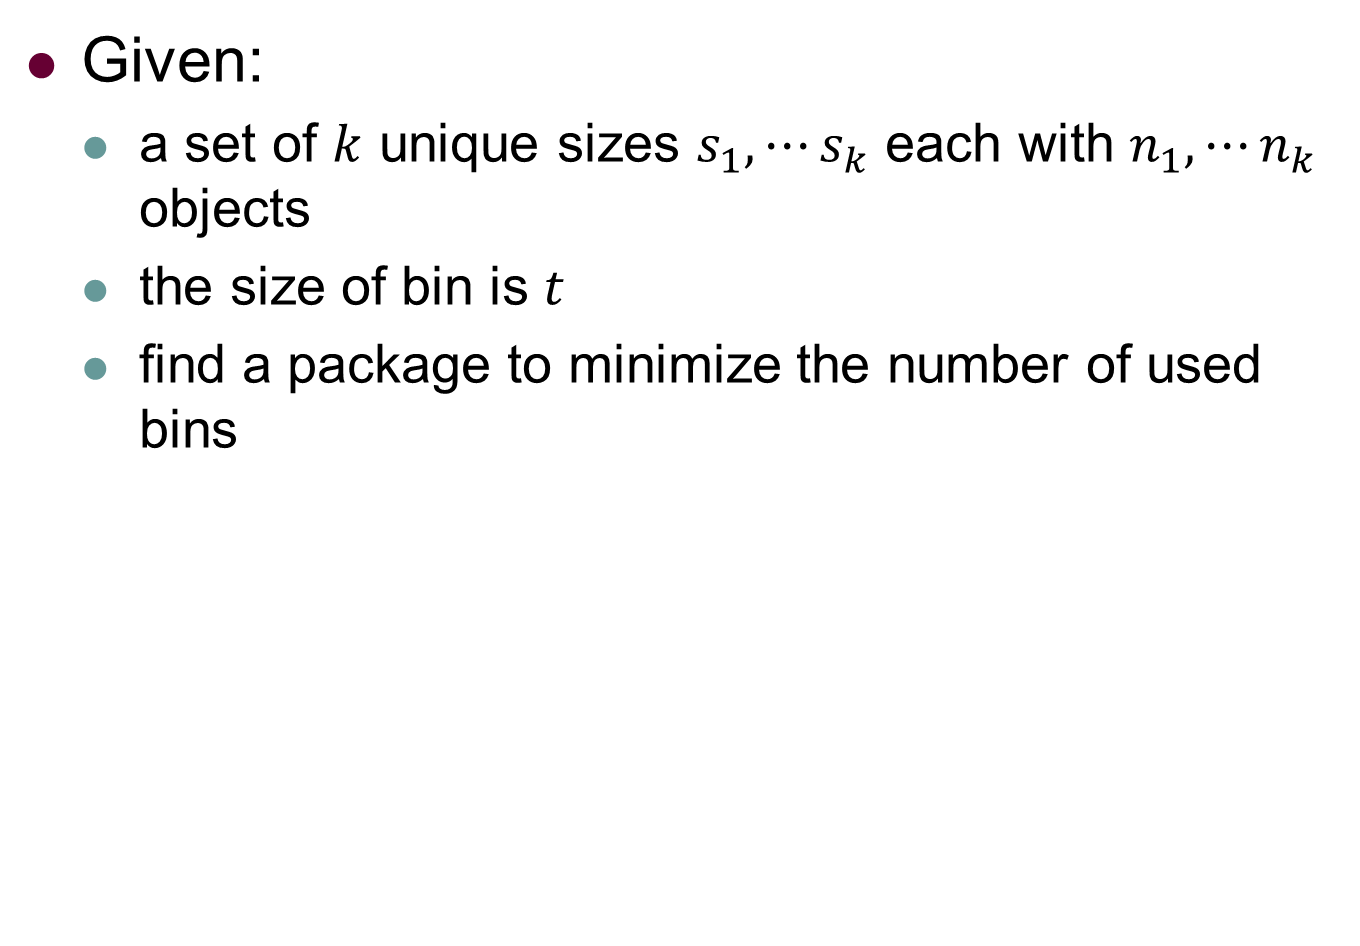 Given:
a set of 𝑘 unique sizes 𝑠₁, ⋯ 𝑠ₖ each with 𝑛₁, ⋯ 𝑛ₖ
objects
the size of bin is 𝑡
find a package to minimize the number of used
bins